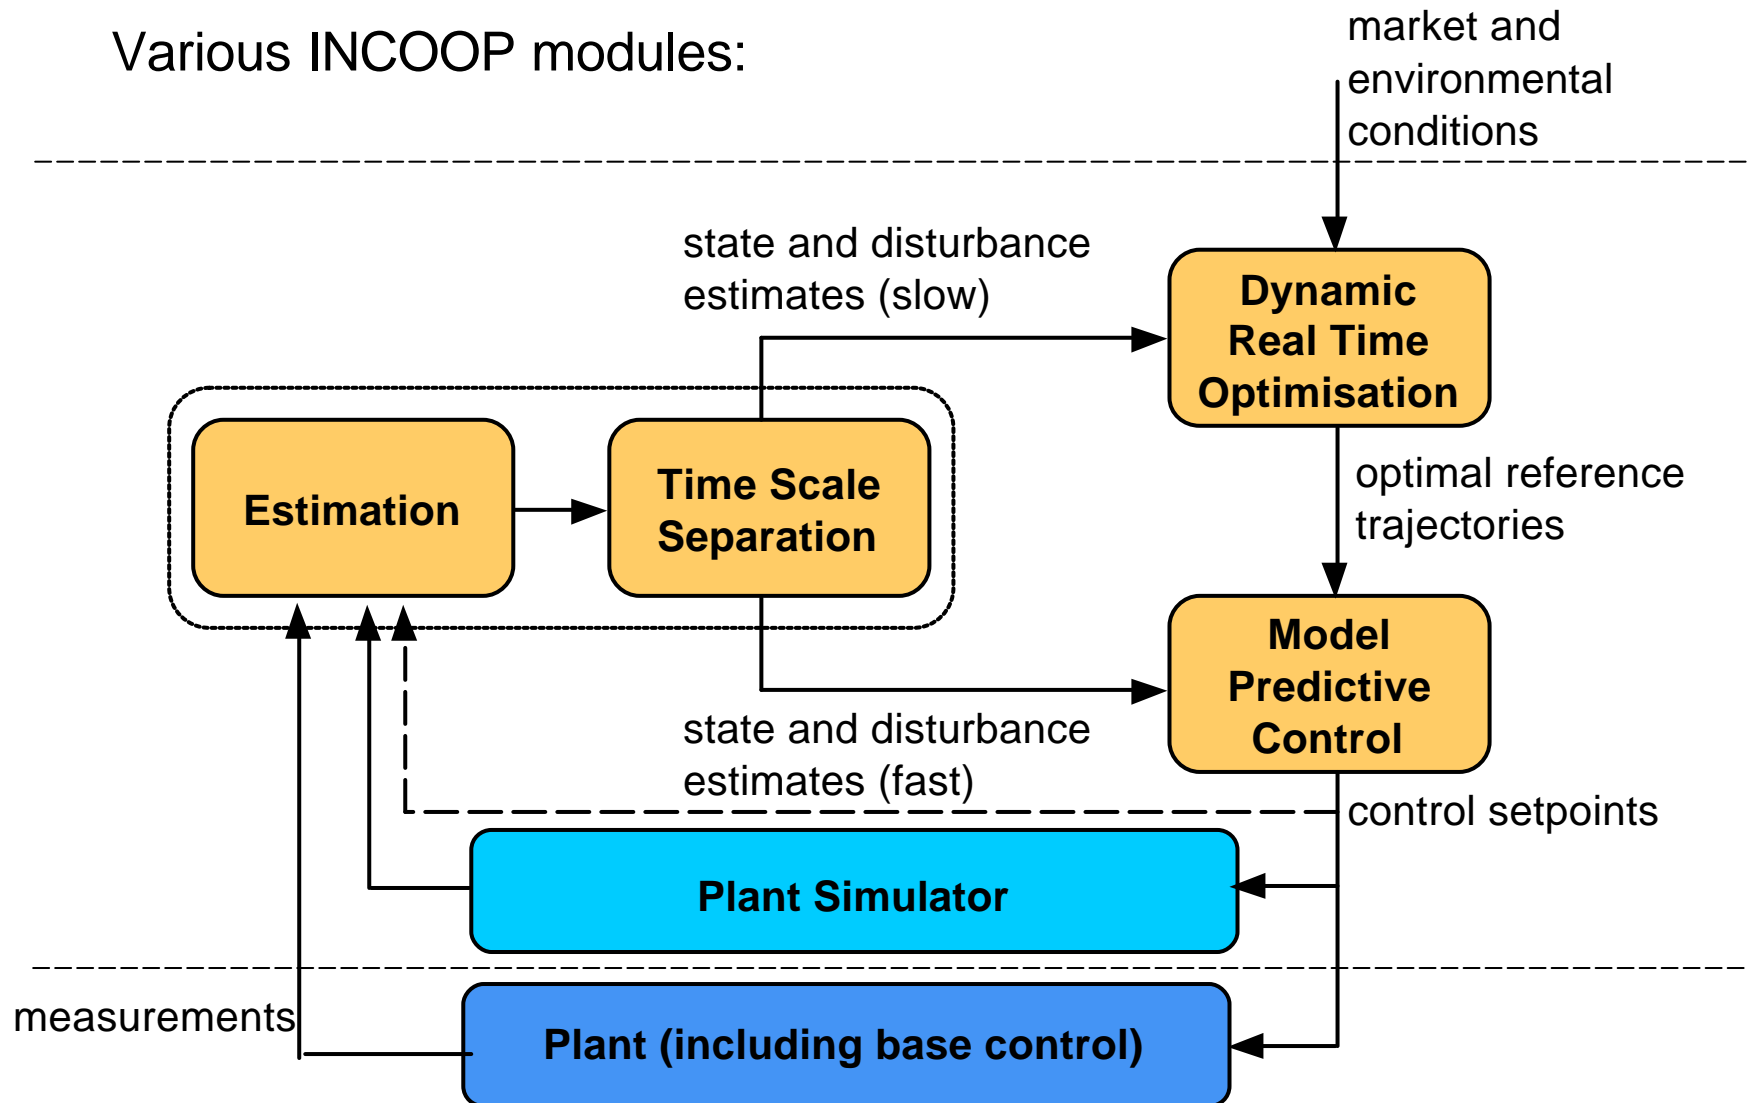 Various INCOOP modules:
market and
environmental
conditions
state and disturbance
estimates (slow)
Dynamic
Real Time
Optimisation
Estimation
Time Scale
Separation
optimal reference
trajectories
Model
Predictive
Control
state and disturbance
estimates (fast)
control setpoints
Plant Simulator
measurements
Plant (including base control)